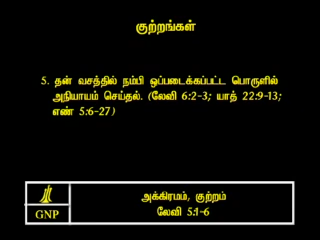 குற்றங்கள்
5. தன் வசத்தில் நம்பி ஒப்படைக்கப்பட்ட பொருளில்
அநியாயம் செய்தல். (லேவி 6:2-3; யாத் 22:9-13;
எண் 5:6-27)
அக்கிரமம், குற்றம்
லேவி 5:1-6
GNP